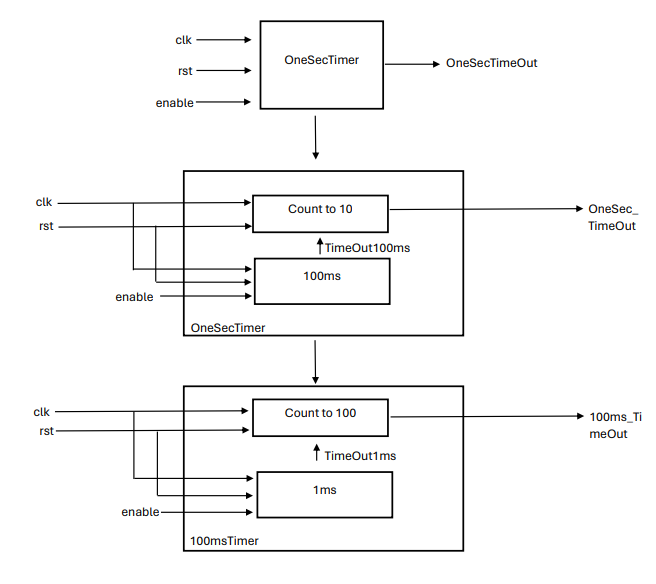 clk
OneSecTimer
OneSecTimeOut
rst
enable
clk
Count to 10
OneSec_
TimeOut
rst
TimeOut100ms
100ms
enable
OneSecTimer
clk
Count to 100
100ms_Ti
meOut
rst
TimeOut1ms
1ms
enable
100msTimer